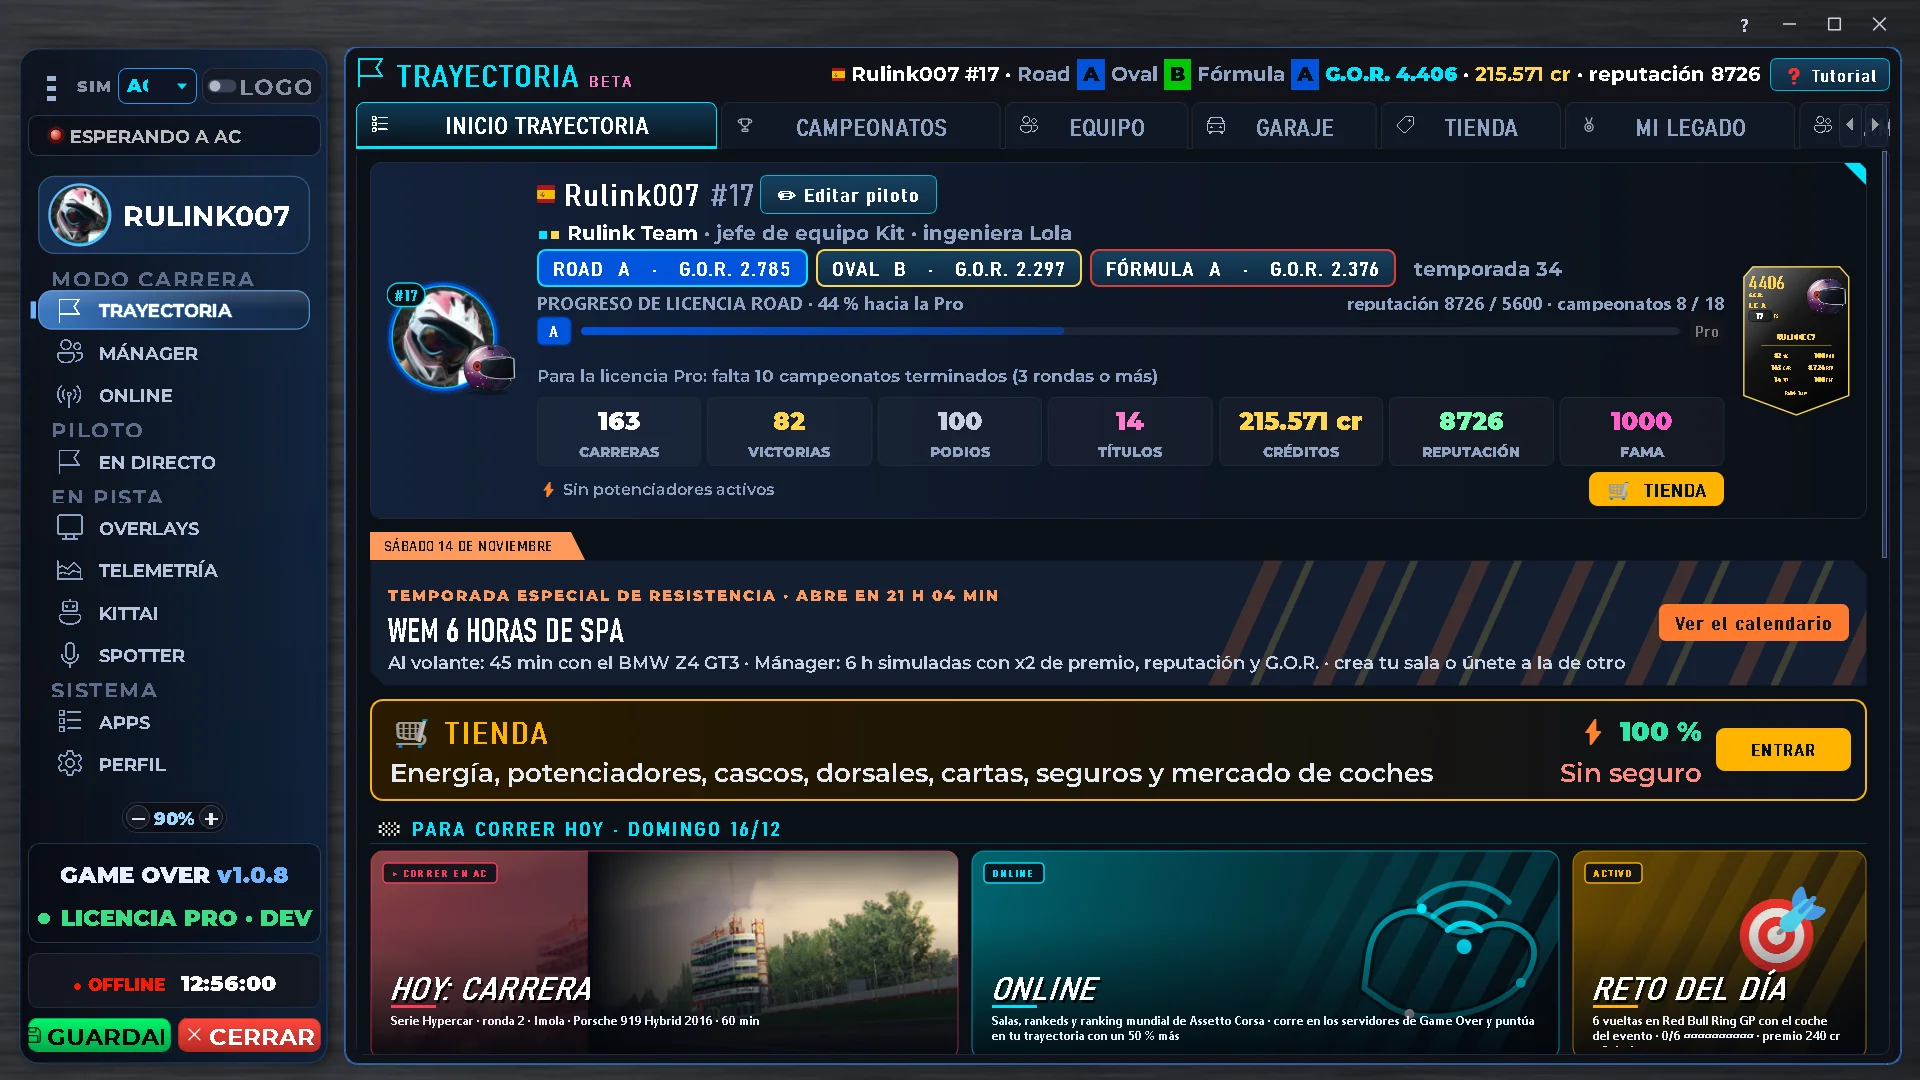 ?
SIM
LOGO
ESPERANDO A AC
RULINK007
MODO CARRERA
TRAYECTORIA
MÁNAGER
ONLINE
PILOTO
EN DIRECTO
EN PISTA
OVERLAYS
TELEMETRÍA
KITTAI
SPOTTER
SISTEMA
APPS
PERFIL
90%
GAME OVER v1.0.8
LICENCIA PRO · DEV
OFFLINE 12:56:00
GUARDAI
CERRAR
TRAYECTORIA BETA
Rulink007 #17 · Road A Oval B Fórmula A G.O.R. 4.406 · 215.571 cr · reputación 8726
? Tutorial
INICIO TRAYECTORIA
CAMPEONATOS
EQUIPO
GARAJE
TIENDA
MI LEGADO
Rulink007 #17
Editar piloto
Rulink Team · jefe de equipo Kit · ingeniera Lola
ROAD A · G.O.R. 2.785
OVAL B · G.O.R. 2.297
FÓRMULA A · G.O.R. 2.376
temporada 34
#17
PROGRESO DE LICENCIA ROAD · 44 % hacia la Pro
reputación 8726 / 5600 · campeonatos 8 / 18
A
Pro
Para la licencia Pro: falta 10 campeonatos terminados (3 rondas o más)
163
CARRERAS
82
VICTORIAS
100
PODIOS
14
TÍTULOS
215.571 cr
CRÉDITOS
8726
REPUTACIÓN
1000
FAMA
Sin potenciadores activos
TIENDA
4406
RULINK007
SÁBADO 14 DE NOVIEMBRE
TEMPORADA ESPECIAL DE RESISTENCIA · ABRE EN 21 H 04 MIN
WEM 6 HORAS DE SPA
Al volante: 45 min con el BMW Z4 GT3 · Mánager: 6 h simuladas con x2 de premio, reputación y G.O.R. · crea tu sala o únete a la de otro
Ver el calendario
TIENDA
Energía, potenciadores, cascos, dorsales, cartas, seguros y mercado de coches
100 %
Sin seguro
ENTRAR
PARA CORRER HOY · DOMINGO 16/12
CORRER EN AC
HOY: CARRERA
Serie Hypercar · ronda 2 · Imola · Porsche 919 Hybrid 2016 · 60 min
ONLINE
ONLINE
Salas, rankeds y ranking mundial de Assetto Corsa · corre en los servidores de Game Over y puntúa
en tu trayectoria con un 50 % más
ACTIVO
RETO DEL DÍA
6 vueltas en Red Bull Ring GP con el coche
del evento · 0/6 · premio 240 cr